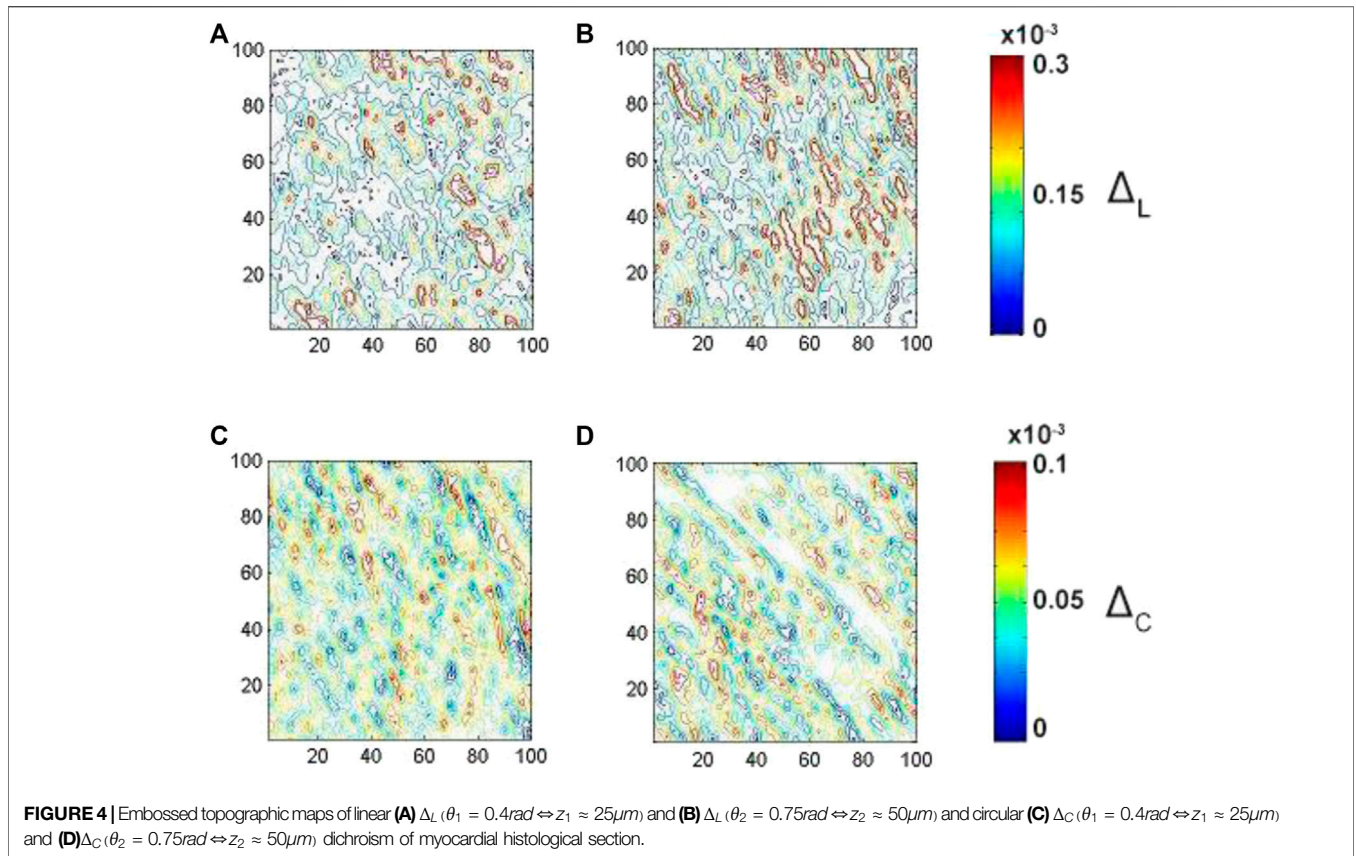 A
B
x10⁻³
100
80
60
40
20
20 40 60 80 100
100
80
60
40
20
20 40 60 80 100
0.3
0.15
0
Δ_L
C
D
x10⁻³
100
80
60
40
20
20 40 60 80 100
100
80
60
40
20
20 40 60 80 100
0.1
0.05
0
Δ_C
FIGURE 4 | Embossed topographic maps of linear (A) Δ_L (θ₁ = 0.4rad ⇔ z₁ ≈ 25μm) and (B) Δ_L (θ₂ = 0.75rad ⇔ z₂ ≈ 50μm) and circular (C) Δ_C (θ₁ = 0.4rad ⇔ z₁ ≈ 25μm)
and (D)Δ_C (θ₂ = 0.75rad ⇔ z₂ ≈ 50μm) dichroism of myocardial histological section.